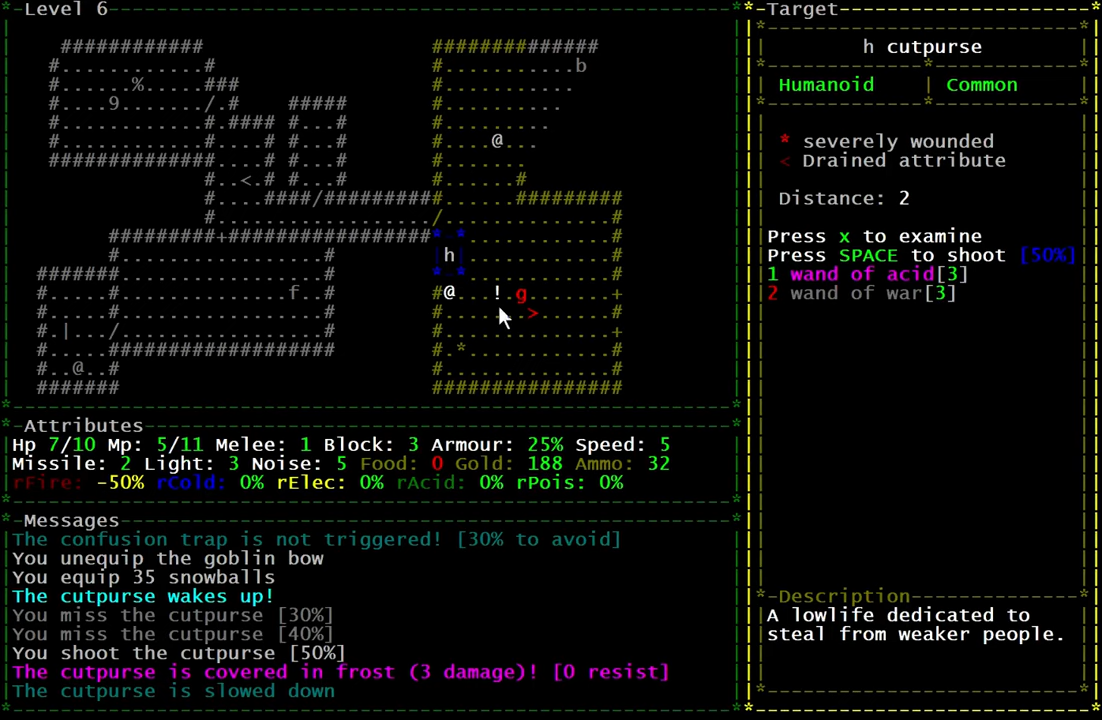 Level 6
############
#............#
#......%.....###
#....9......./.#
#............#.####
#............#....#
##############....#
#..<.#
#....####/#########
#..................
#########+#################
#..................#
#######..................#
#.....#.............f..#
#.....#..................#
#.|.../..................#
#.....###################
#..@..#
#######
#####
#...#
#...#
#...#
#...#
##############
#...........b
#..........
#.........
#........
#...@..
#.......
#.......#
#......#########
/..............#
* *............#
|h|............#
* *............#
#@ !.g.......+
#....>......#
#..............+
#.*............#
#..............#
################
Attributes
Hp 7/10 Mp: 5/11 Melee: 1 Block: 3 Armour: 25% Speed: 5
Missile: 2 Light: 3 Noise: 5 Food: 0 Gold: 188 Ammo: 32
rFire: -50% rCold: 0% rElec: 0% rAcid: 0% rPois: 0%
Messages
The confusion trap is not triggered! [30% to avoid]
You unequip the goblin bow
You equip 35 snowballs
The cutpurse wakes up!
You miss the cutpurse [30%]
You miss the cutpurse [40%]
You shoot the cutpurse [50%]
The cutpurse is covered in frost (3 damage)! [0 resist]
The cutpurse is slowed down
Target
h cutpurse
Humanoid | Common
* severely wounded
< Drained attribute
Distance: 2
Press x to examine
Press SPACE to shoot [50%]
1 wand of acid[3]
2 wand of war[3]
Description
A lowlife dedicated to
steal from weaker people.